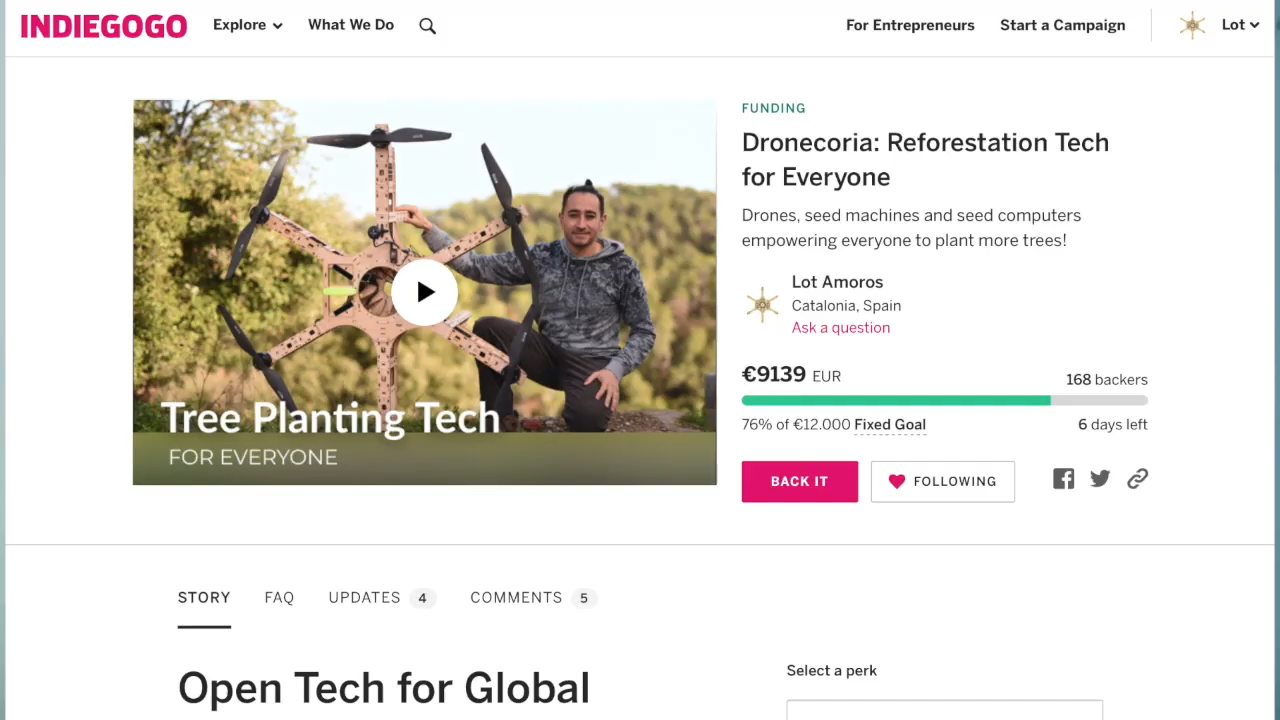 INDIEGOGO
Explore
What We Do
For Entrepreneurs
Start a Campaign
Lot
Tree Planting Tech
FOR EVERYONE
FUNDING
Dronecoria: Reforestation Tech
for Everyone
Drones, seed machines and seed computers
empowering everyone to plant more trees!
Lot Amoros
Catalonia, Spain
Ask a question
€9139 EUR
168 backers
76% of €12.000 Fixed Goal
6 days left
BACK IT
FOLLOWING
STORY
FAQ
UPDATES 4
COMMENTS 5
Open Tech for Global
Select a perk